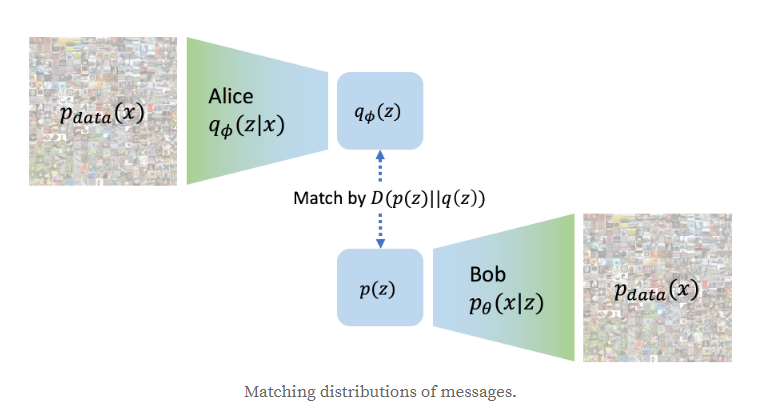 p_data(x)
Alice
q_ϕ(z|x)
q_ϕ(z)
Match by D(p(z)||q(z))
p(z)
Bob
p_θ(x|z)
p_data(x)
Matching distributions of messages.